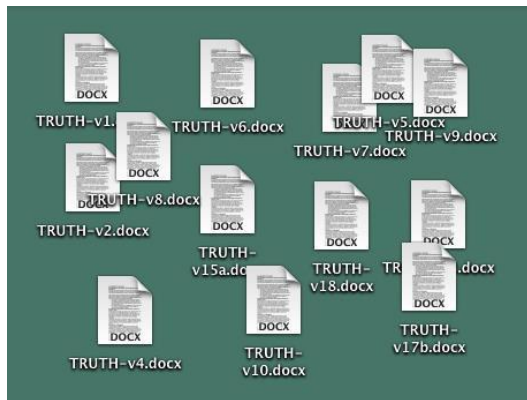 DOCX
TRUTH-v1.
DOCX
TRUTH-v6.docx
DOCX
TRUTH-v5.docx
DOCX
TRUTH-v9.docx
TRUTH-v7.docx
DOCX
TRUTH-v8.docx
TRUTH-v2.docx
DOCX
TRUTH-
v15a.do
DOCX
TRUTH-
v18.docx
.docx
DOCX
TRUTH-
v17b.docx
DOCX
TRUTH-v4.docx
DOCX
TRUTH-
v10.docx